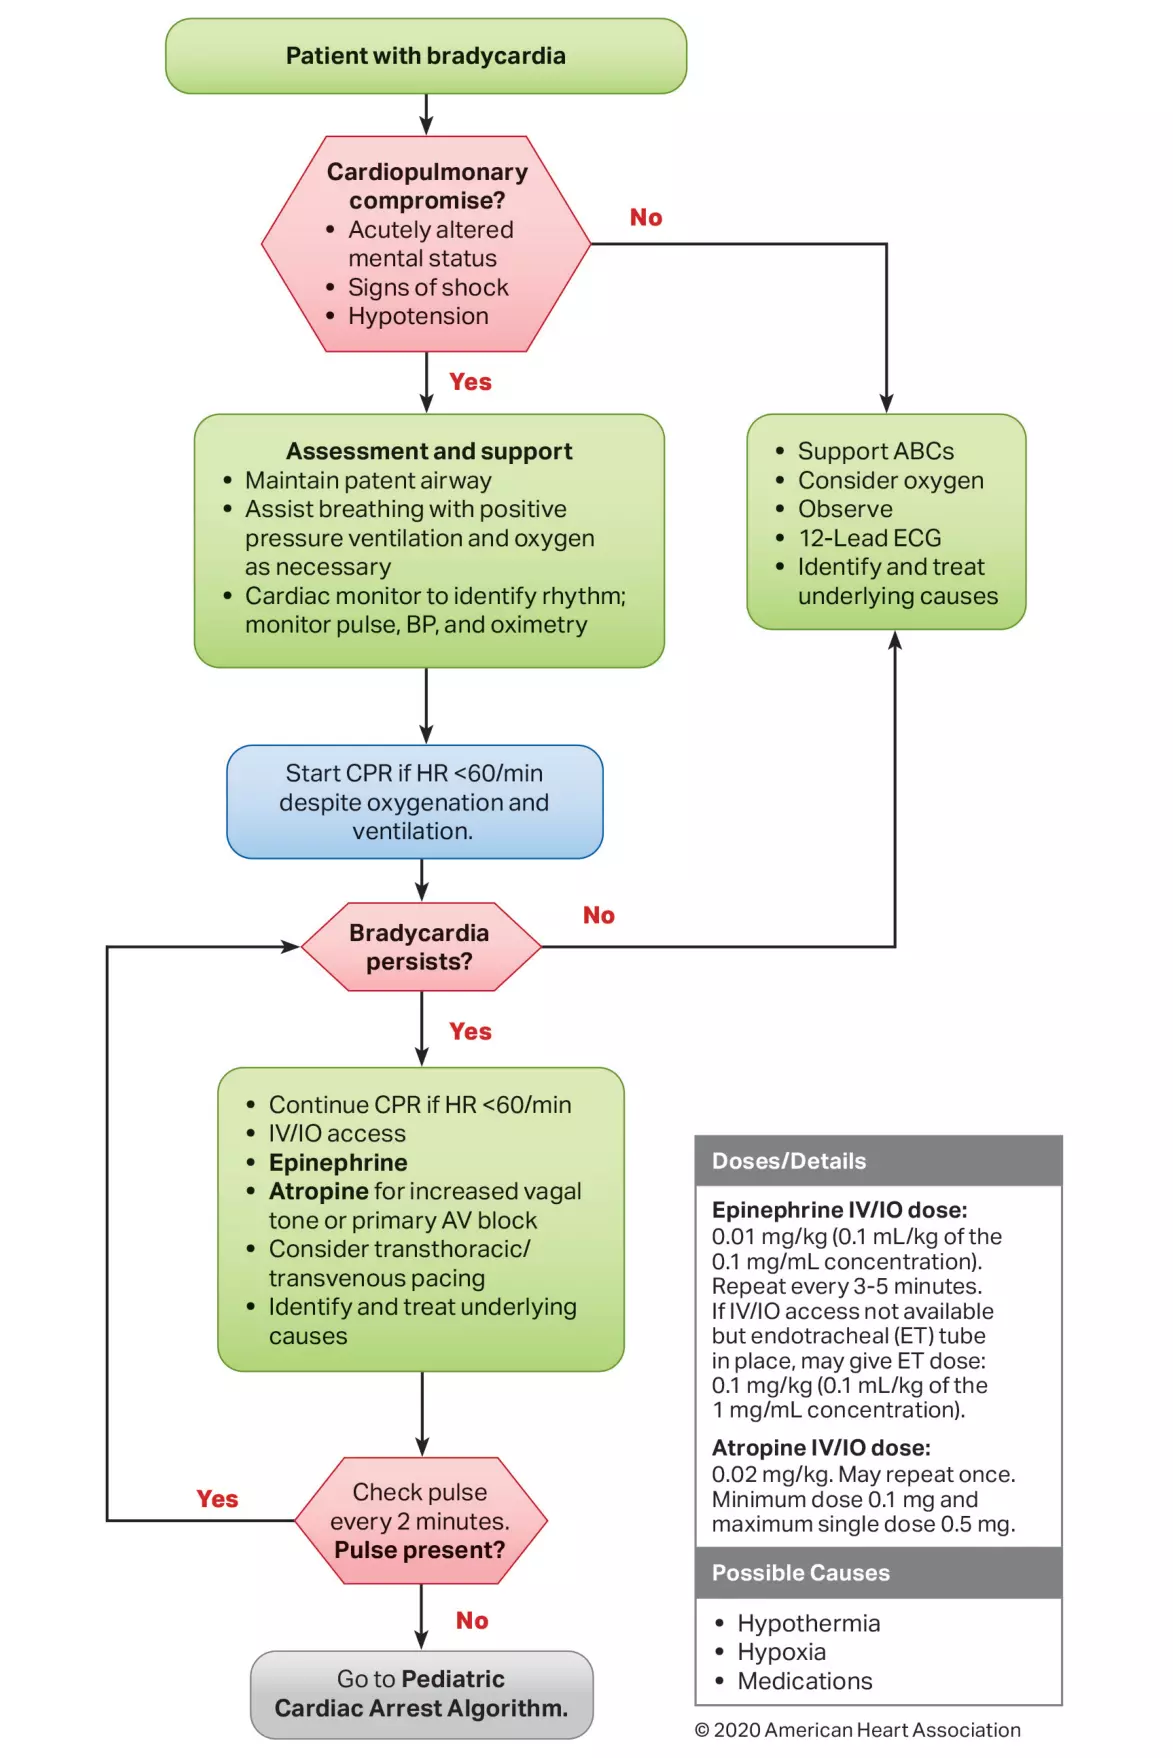 Patient with bradycardia
Cardiopulmonary
compromise?
• Acutely altered
mental status
• Signs of shock
• Hypotension
No
Yes
Assessment and support
• Maintain patent airway
• Assist breathing with positive
pressure ventilation and oxygen
as necessary
• Cardiac monitor to identify rhythm;
monitor pulse, BP, and oximetry
• Support ABCs
• Consider oxygen
• Observe
• 12-Lead ECG
• Identify and treat
underlying causes
Start CPR if HR <60/min
despite oxygenation and
ventilation.
Bradycardia
persists?
No
Yes
• Continue CPR if HR <60/min
• IV/IO access
• Epinephrine
• Atropine for increased vagal
tone or primary AV block
• Consider transthoracic/
transvenous pacing
• Identify and treat underlying
causes
Check pulse
every 2 minutes.
Pulse present?
Yes
No
Go to Pediatric
Cardiac Arrest Algorithm.
Doses/Details
Epinephrine IV/IO dose:
0.01 mg/kg (0.1 mL/kg of the
0.1 mg/mL concentration).
Repeat every 3-5 minutes.
If IV/IO access not available
but endotracheal (ET) tube
in place, may give ET dose:
0.1 mg/kg (0.1 mL/kg of the
1 mg/mL concentration).
Atropine IV/IO dose:
0.02 mg/kg. May repeat once.
Minimum dose 0.1 mg and
maximum single dose 0.5 mg.
Possible Causes
• Hypothermia
• Hypoxia
• Medications
© 2020 American Heart Association